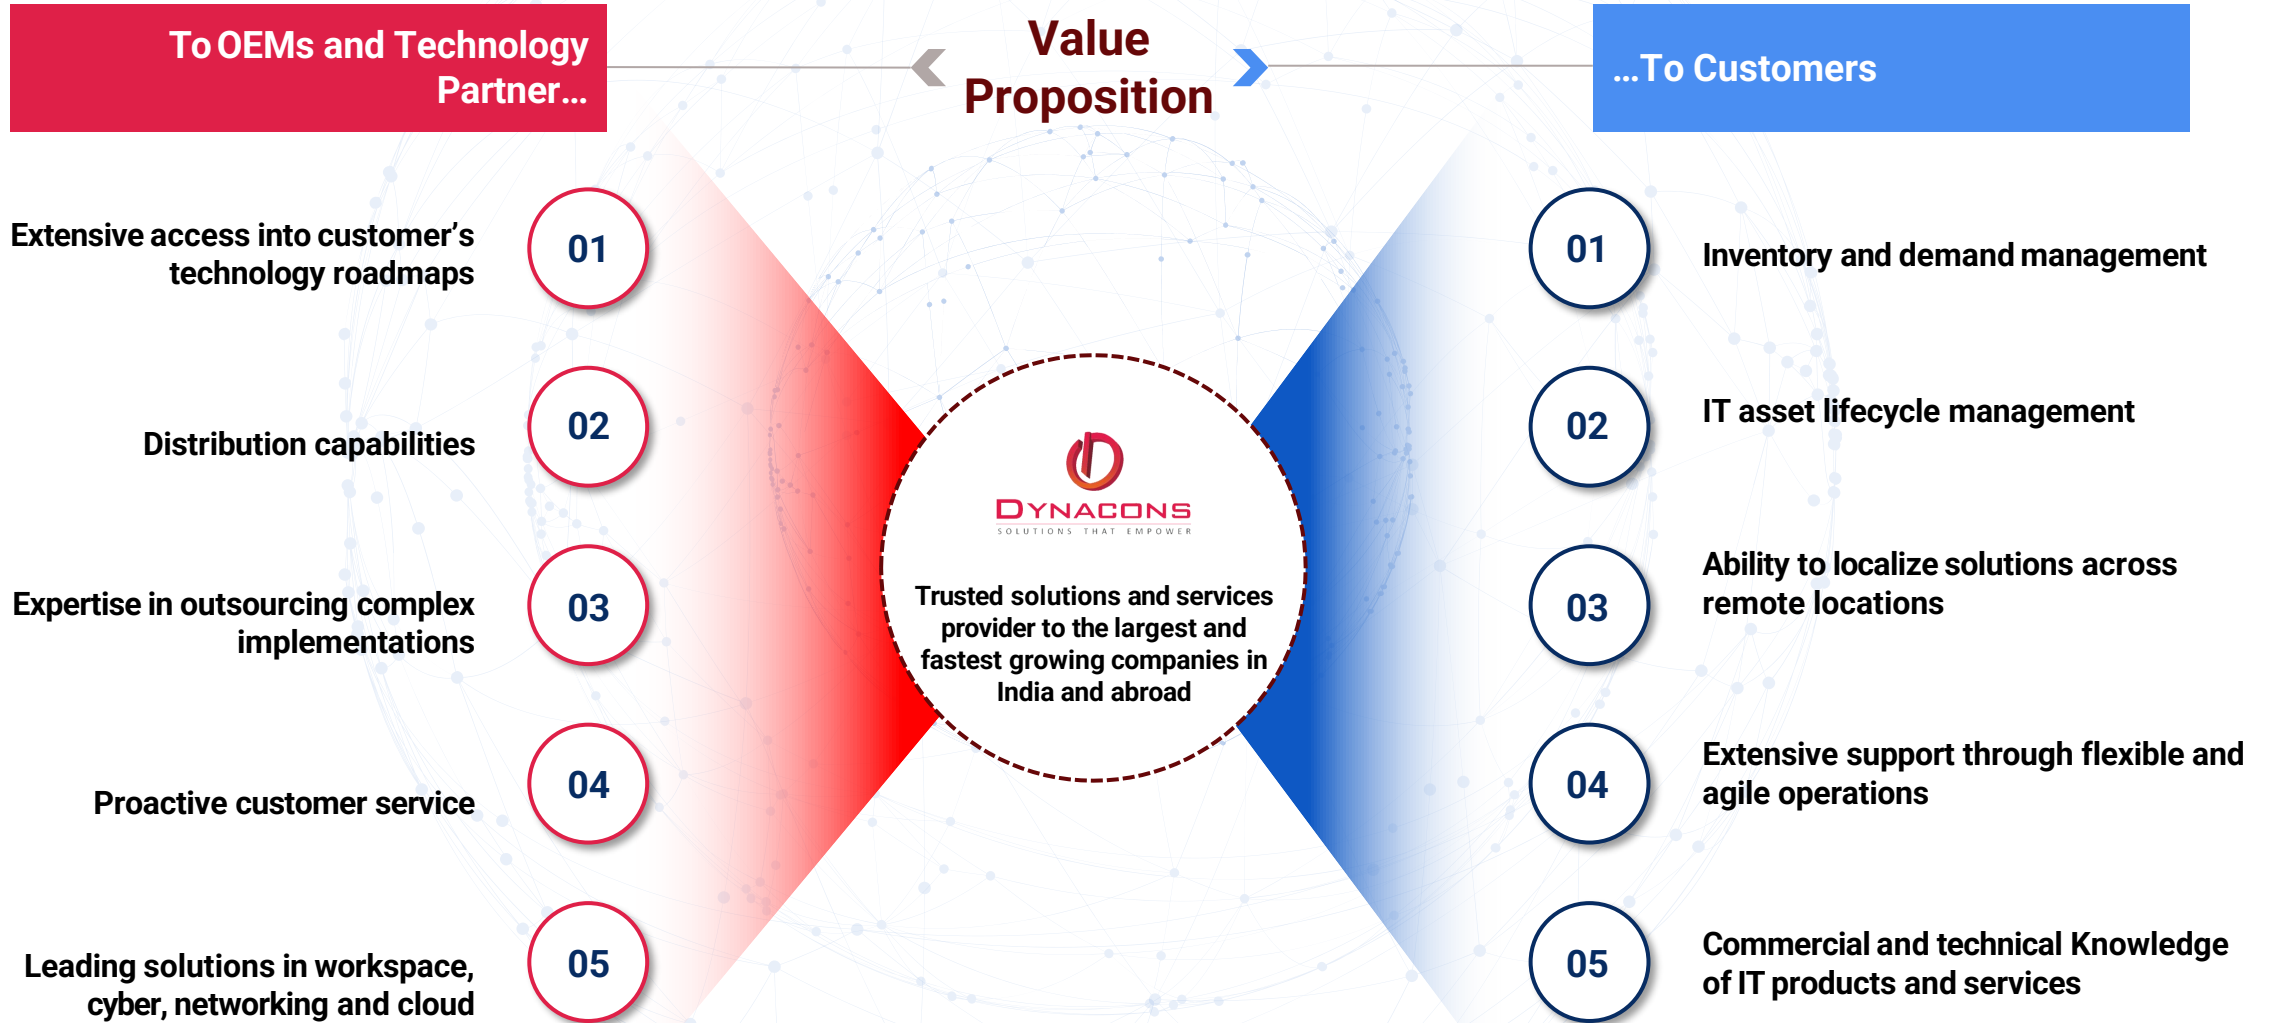 To OEMs and Technology
Partner...
Value
Proposition
...To Customers
Extensive access into customer's
technology roadmaps
01
Distribution capabilities
02
Expertise in outsourcing complex
implementations
03
Proactive customer service
04
Leading solutions in workspace,
cyber, networking and cloud
05
DYNACONS
SOLUTIONS THAT EMPOWER
Trusted solutions and services
provider to the largest and
fastest growing companies in
India and abroad
01
Inventory and demand management
02
IT asset lifecycle management
03
Ability to localize solutions across
remote locations
04
Extensive support through flexible and
agile operations
05
Commercial and technical Knowledge
of IT products and services